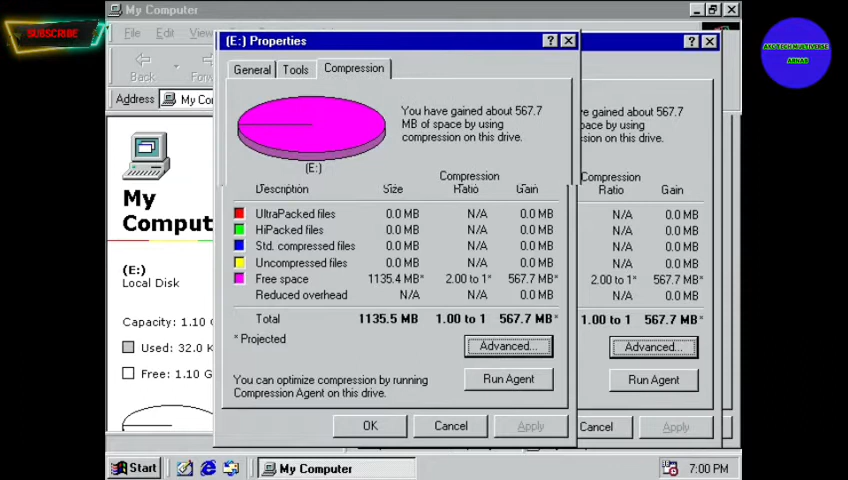 My Computer
SUBSCRIBE
File Edit View
Back
Address My Co
(E:) Properties
General Tools Compression
You have gained about 567.7
MB of space by using
compression on this drive.
(E:)
Compression
Description Size Ratio Gain
UltraPacked files 0.0 MB N/A 0.0 MB
HiPacked files 0.0 MB N/A 0.0 MB
Std. compressed files 0.0 MB N/A 0.0 MB
Uncompressed files 0.0 MB N/A 0.0 MB
Free space 1135.4 MB* 2.00 to 1* 567.7 MB*
Reduced overhead N/A N/A 0.0 MB
Total 1135.5 MB 1.00 to 1 567.7 MB*
* Projected
Advanced...
You can optimize compression by running
Compression Agent on this drive.
Run Agent
OK Cancel Apply
gained about 567.7
pace by using
sion on this drive.
Compression
Ratio Gain
N/A 0.0 MB
N/A 0.0 MB
N/A 0.0 MB
N/A 0.0 MB
2.00 to 1* 567.7 MB*
N/A 0.0 MB
1.00 to 1 567.7 MB*
Advanced...
Run Agent
Cancel Apply
My
Comput
(E:)
Local Disk
Capacity: 1.10 G
Used: 32.0 K
Free: 1.10 G
Start My Computer 7:00 PM